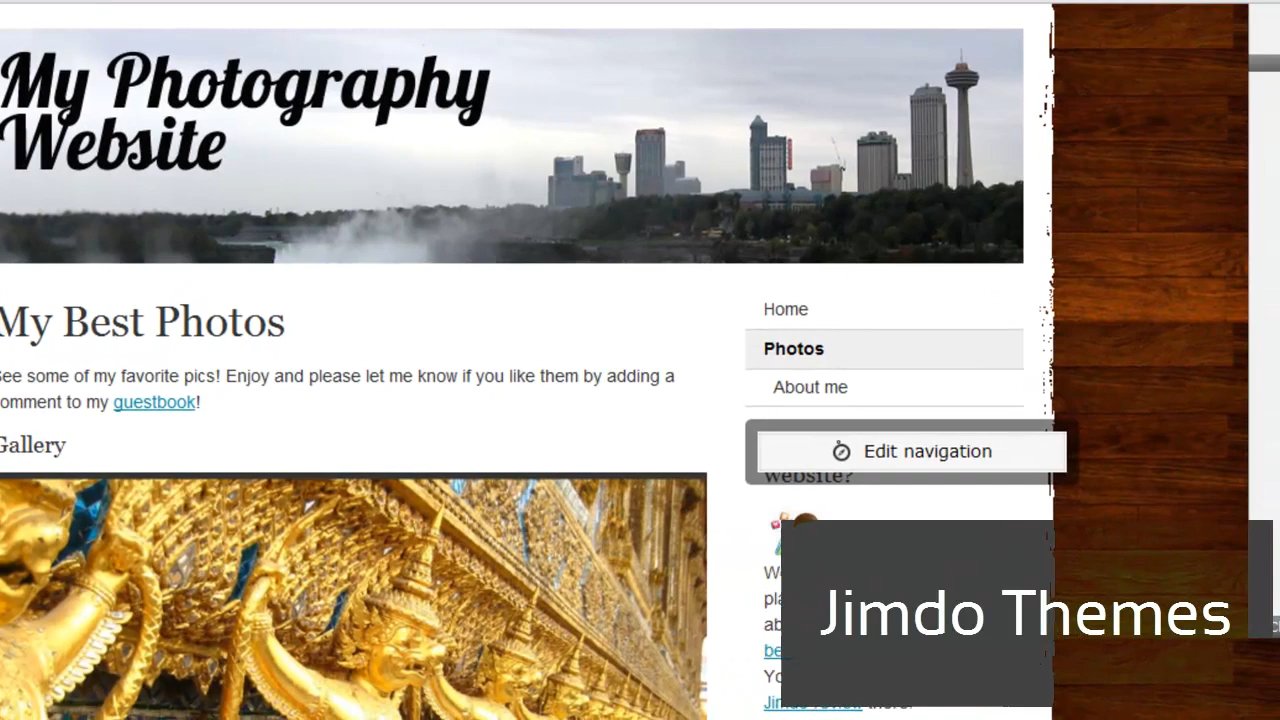 My Photography
Website
My Best Photos
See some of my favorite pics! Enjoy and please let me know if you like them by adding a
comment to my guestbook!
Gallery
Home
Photos
About me
Edit navigation
website?
Jimdo Themes